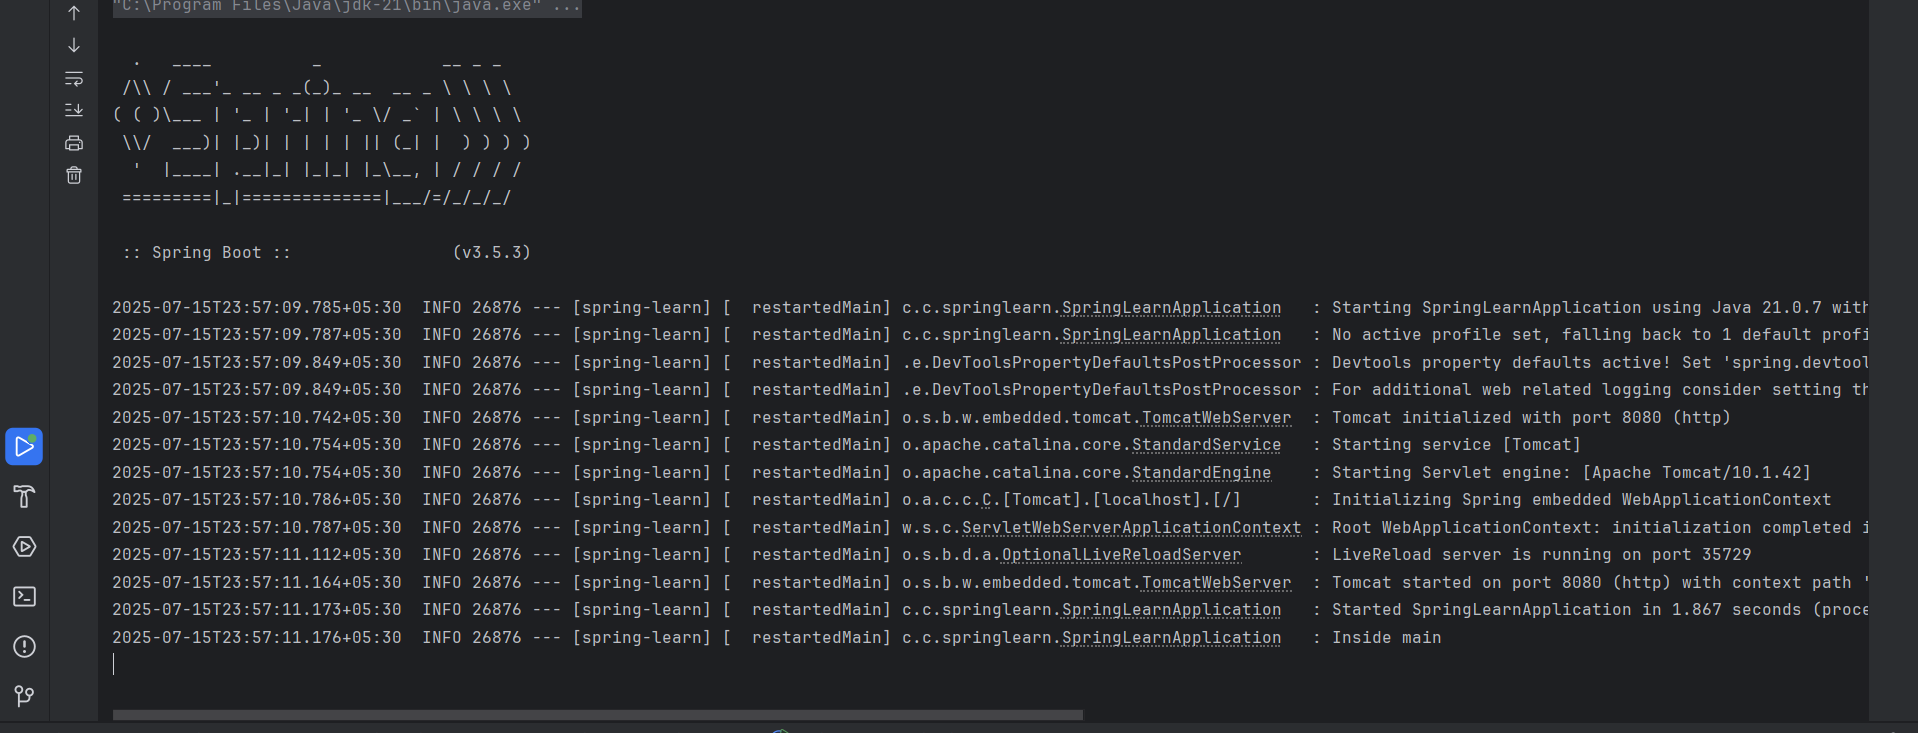 "C:\Program Files\Java\jdk-21\bin\java.exe" ...
  .   ____          _            __ _ _
 /\\ / ___'_ __ _ _(_)_ __  __ _ \ \ \ \
( ( )\___ | '_ | '_| | '_ \/ _` | \ \ \ \
 \\/  ___)| |_)| | | | | || (_| |  ) ) ) )
  '  |____| .__|_| |_|_| |_\__, | / / / /
 =========|_|==============|___/=/_/_/_/
 :: Spring Boot ::                (v3.5.3)
2025-07-15T23:57:09.785+05:30  INFO 26876 --- [spring-learn] [  restartedMain] c.c.springlearn.SpringLearnApplication   : Starting SpringLearnApplication using Java 21.0.7 with
2025-07-15T23:57:09.787+05:30  INFO 26876 --- [spring-learn] [  restartedMain] c.c.springlearn.SpringLearnApplication   : No active profile set, falling back to 1 default profi
2025-07-15T23:57:09.849+05:30  INFO 26876 --- [spring-learn] [  restartedMain] .e.DevToolsPropertyDefaultsPostProcessor : Devtools property defaults active! Set 'spring.devtool
2025-07-15T23:57:09.849+05:30  INFO 26876 --- [spring-learn] [  restartedMain] .e.DevToolsPropertyDefaultsPostProcessor : For additional web related logging consider setting th
2025-07-15T23:57:10.742+05:30  INFO 26876 --- [spring-learn] [  restartedMain] o.s.b.w.embedded.tomcat.TomcatWebServer  : Tomcat initialized with port 8080 (http)
2025-07-15T23:57:10.754+05:30  INFO 26876 --- [spring-learn] [  restartedMain] o.apache.catalina.core.StandardService   : Starting service [Tomcat]
2025-07-15T23:57:10.754+05:30  INFO 26876 --- [spring-learn] [  restartedMain] o.apache.catalina.core.StandardEngine    : Starting Servlet engine: [Apache Tomcat/10.1.42]
2025-07-15T23:57:10.786+05:30  INFO 26876 --- [spring-learn] [  restartedMain] o.a.c.c.C.[Tomcat].[localhost].[/]       : Initializing Spring embedded WebApplicationContext
2025-07-15T23:57:10.787+05:30  INFO 26876 --- [spring-learn] [  restartedMain] w.s.c.ServletWebServerApplicationContext : Root WebApplicationContext: initialization completed i
2025-07-15T23:57:11.112+05:30  INFO 26876 --- [spring-learn] [  restartedMain] o.s.b.d.a.OptionalLiveReloadServer       : LiveReload server is running on port 35729
2025-07-15T23:57:11.164+05:30  INFO 26876 --- [spring-learn] [  restartedMain] o.s.b.w.embedded.tomcat.TomcatWebServer  : Tomcat started on port 8080 (http) with context path '
2025-07-15T23:57:11.173+05:30  INFO 26876 --- [spring-learn] [  restartedMain] c.c.springlearn.SpringLearnApplication   : Started SpringLearnApplication in 1.867 seconds (proce
2025-07-15T23:57:11.176+05:30  INFO 26876 --- [spring-learn] [  restartedMain] c.c.springlearn.SpringLearnApplication   : Inside main